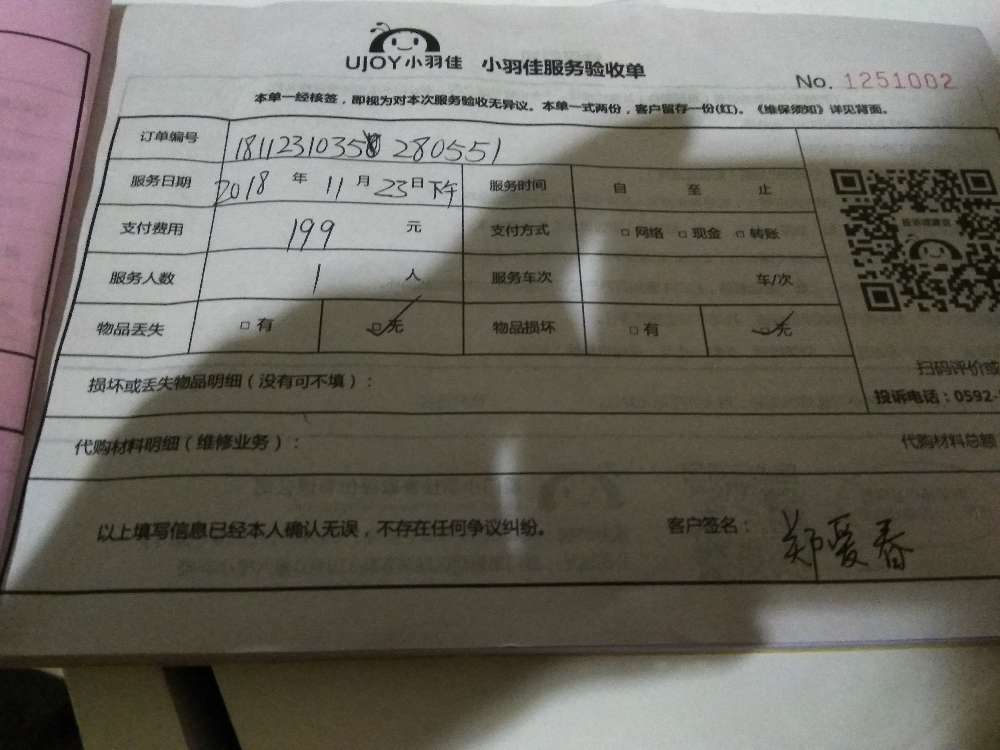 UJOY小羽佳 小羽佳服务验收单
No. 1251002
本单一经核签，即视为对本次服务验收无异议。本单一式两份，客户留存一份(红)。《维保须知》详见背面。
订单编号 1811231035 280551
服务日期 2018 年 11 月 23 日下午 服务时间 自 至 止
支付费用 199 元 支付方式 □网络 □现金 □转账
服务人数 1 人 服务车次 车/次
物品丢失 □有 □无 物品损坏 □有 □无
扫码评价或
投诉电话：0592-
损坏或丢失物品明细（没有可不填）：
代购材料明细（维修业务）： 代购材料总额
以上填写信息已经本人确认无误，不存在任何争议纠纷。 客户签名： 郑爱春